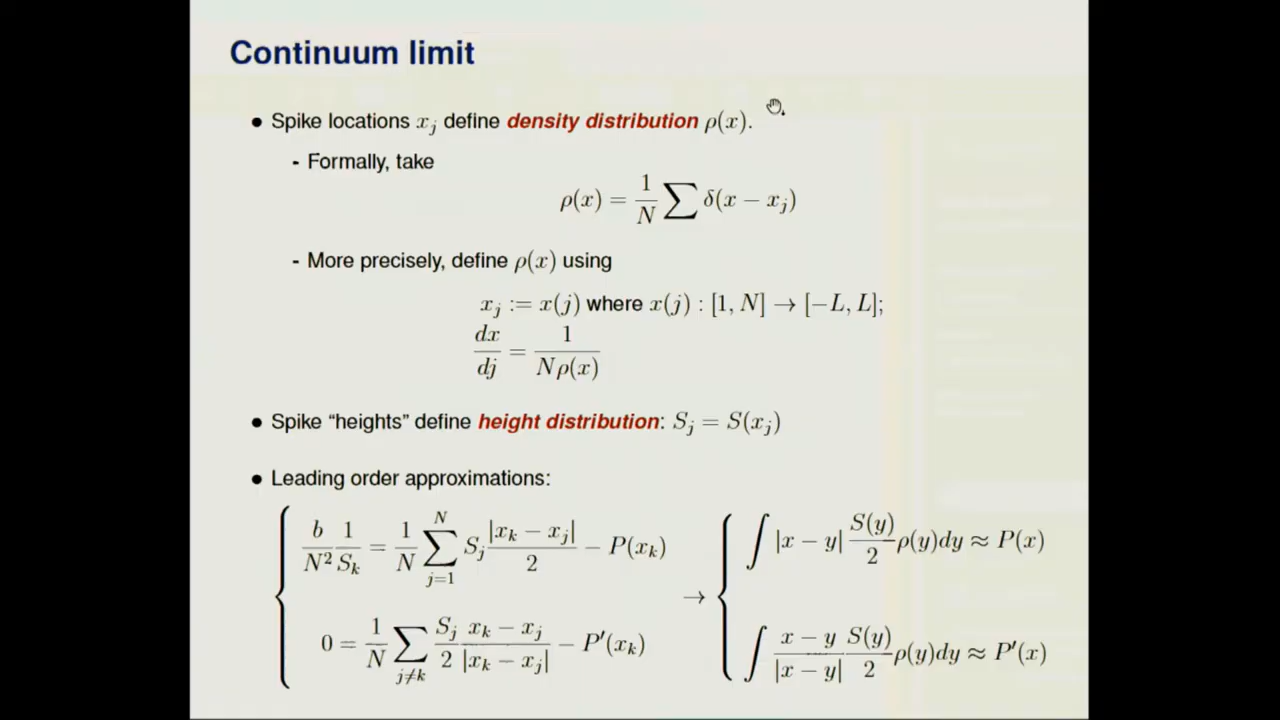 Continuum limit
● Spike locations x_j define density distribution ρ(x).
- Formally, take
ρ(x) = 1/N ∑ δ(x − x_j)
- More precisely, define ρ(x) using
x_j := x(j) where x(j) : [1, N] → [−L, L];
dx/dj = 1/(Nρ(x))
● Spike “heights” define height distribution: S_j = S(x_j)
● Leading order approximations:
{ b/N² 1/S_k = 1/N ∑_{j=1}^{N} S_j |x_k − x_j|/2 − P(x_k)
0 = 1/N ∑_{j≠k} S_j/2 (x_k − x_j)/|x_k − x_j| − P′(x_k)
→ { ∫ |x − y| S(y)/2 ρ(y)dy ≈ P(x)
∫ (x − y)/|x − y| S(y)/2 ρ(y)dy ≈ P′(x)